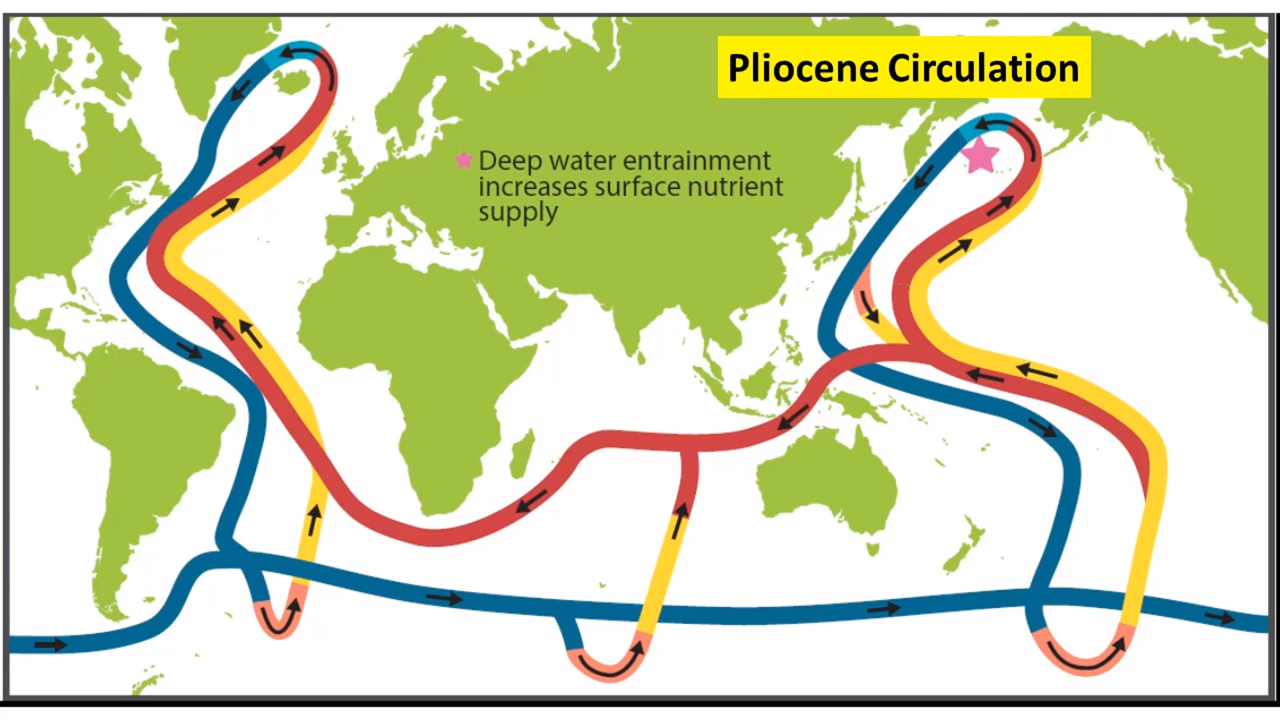 Pliocene Circulation
Deep water entrainment
increases surface nutrient
supply